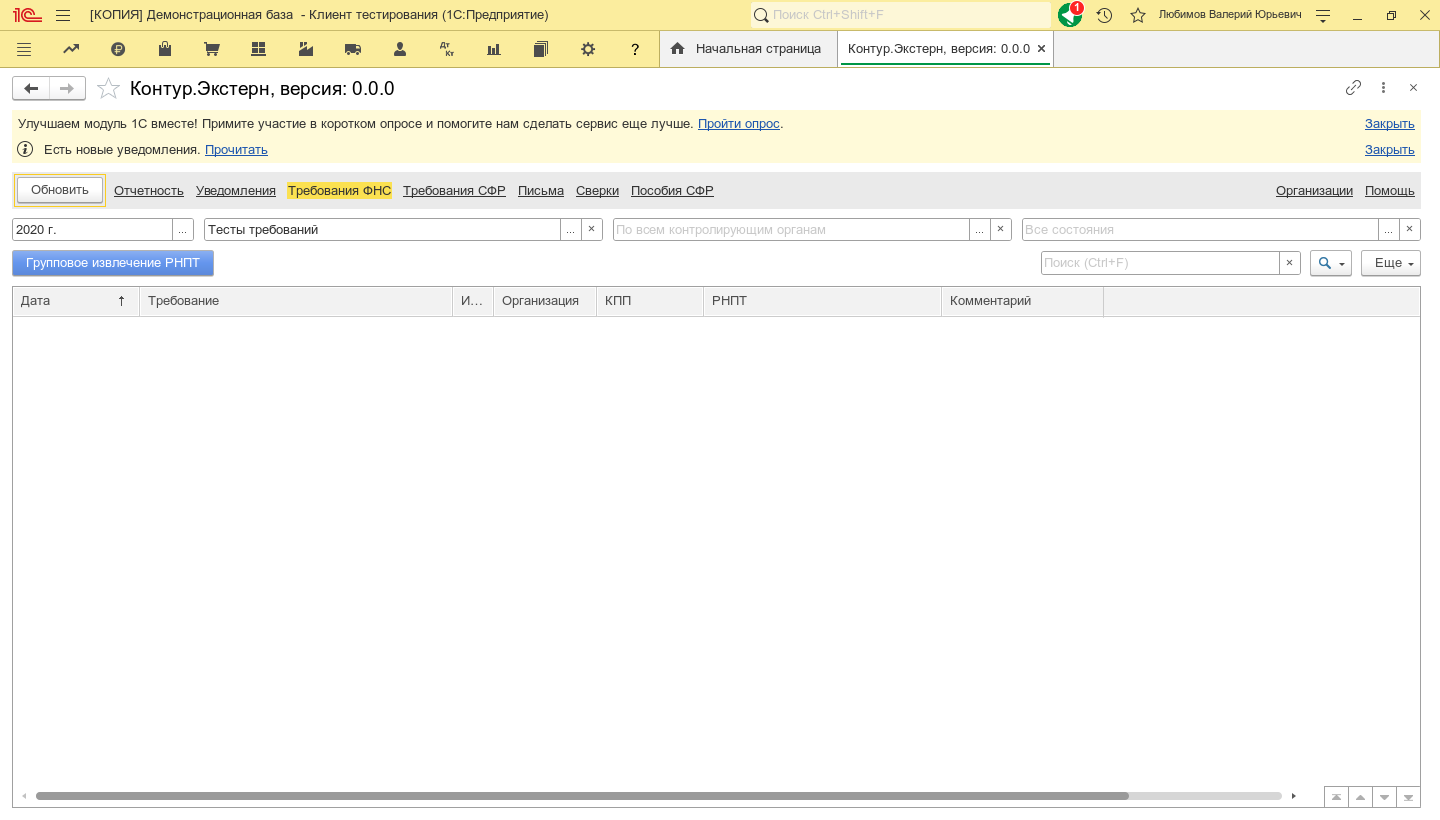 [КОПИЯ] Демонстрационная база - Клиент тестирования (1С:Предприятие)
Поиск Ctrl+Shift+F
1
Любимов Валерий Юрьевич
Дт Кт
?
Начальная страница
Контур.Экстерн, версия: 0.0.0
Контур.Экстерн, версия: 0.0.0
Улучшаем модуль 1С вместе! Примите участие в коротком опросе и помогите нам сделать сервис еще лучше. Пройти опрос. Закрыть
Есть новые уведомления. Прочитать Закрыть
Обновить Отчетность Уведомления Требования ФНС Требования СФР Письма Сверки Пособия СФР Организации Помощь
2020 г. ... Тесты требований ... × По всем контролирующим органам ... × Все состояния ... ×
Групповое извлечение РНПТ Поиск (Ctrl+F) × Еще
Дата Требование И... Организация КПП РНПТ Комментарий